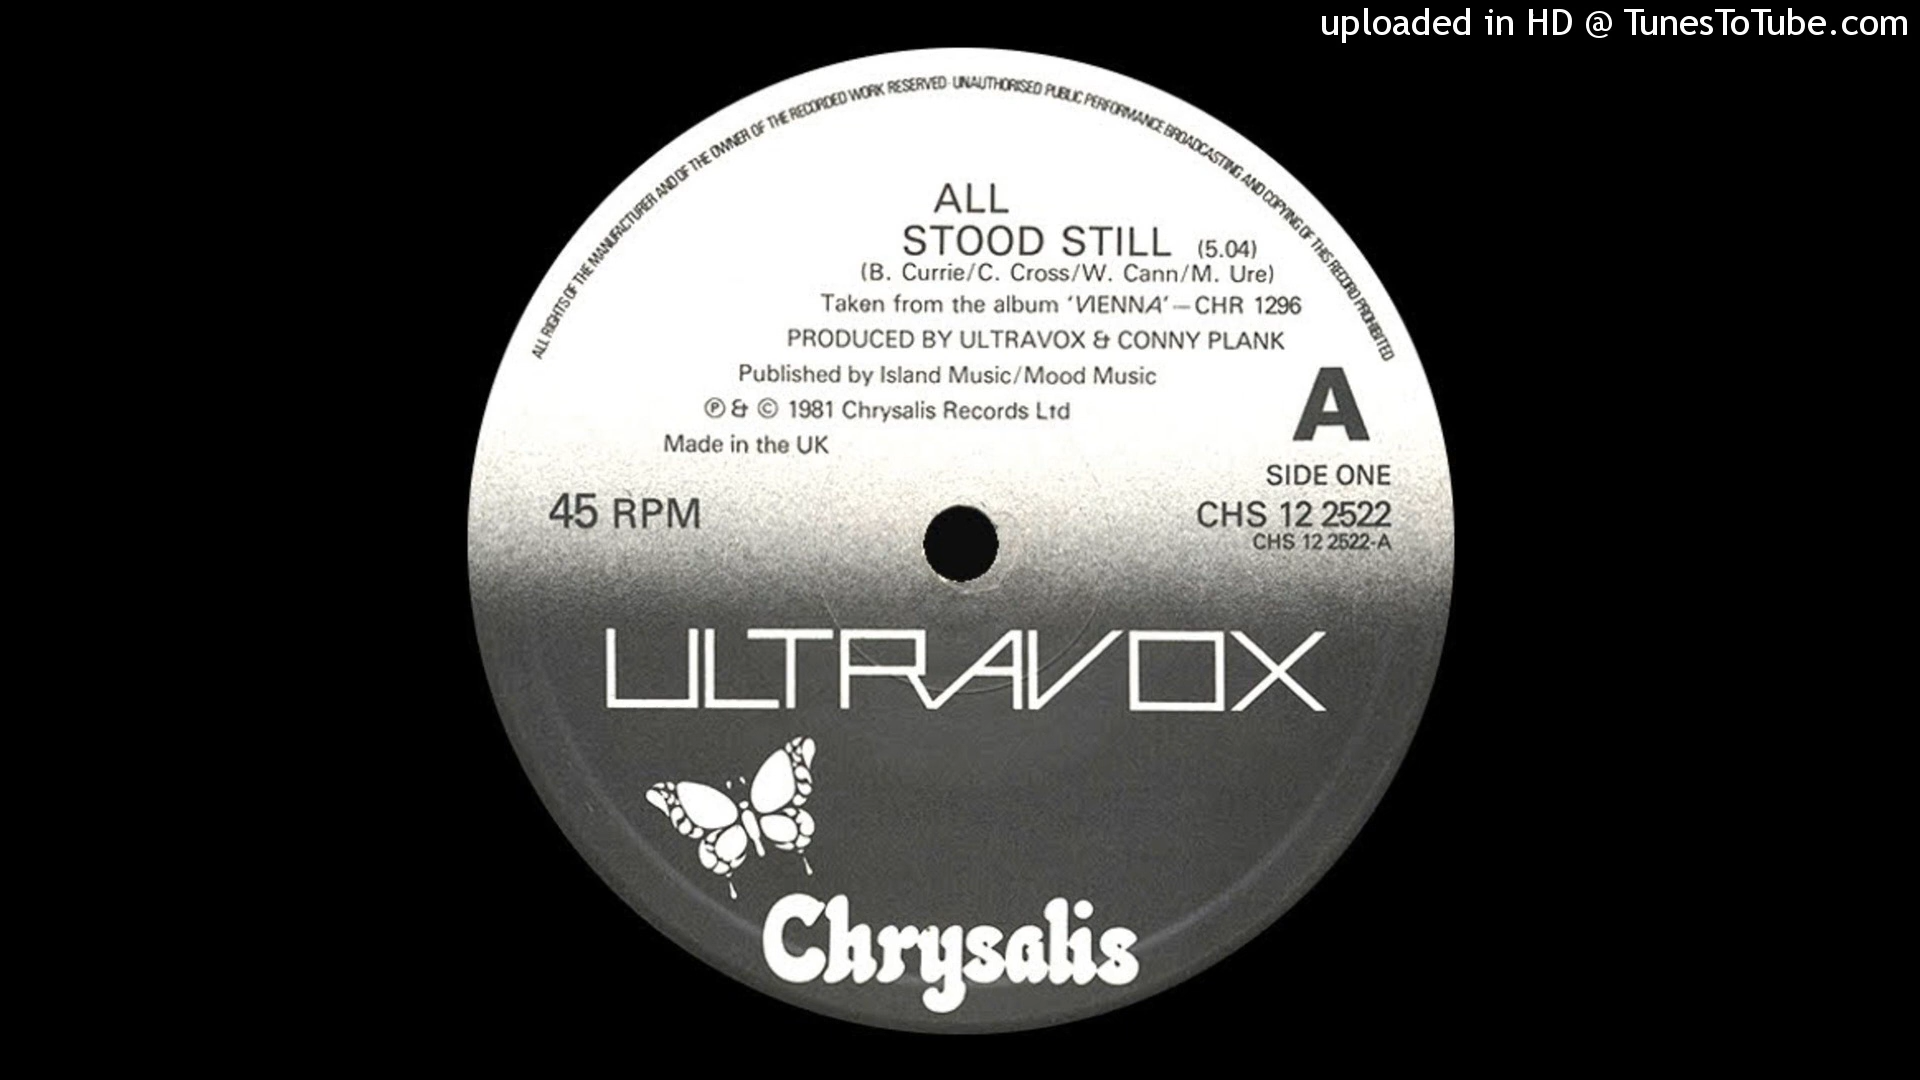 uploaded in HD @ TunesToTube.com
ALL RIGHTS OF THE MANUFACTURER AND OF THE OWNER OF THE RECORDED WORK RESERVED · UNAUTHORISED PUBLIC PERFORMANCE BROADCASTING AND COPYING OF THIS RECORD PROHIBITED
ALL
STOOD STILL (5.04)
(B. Currie/C. Cross/W. Cann/M. Ure)
Taken from the album ‘VIENNA’ — CHR 1296
PRODUCED BY ULTRAVOX & CONNY PLANK
Published by Island Music/Mood Music
Ⓟ & © 1981 Chrysalis Records Ltd
Made in the UK
A
SIDE ONE
45 RPM
CHS 12 2522
CHS 12 2522-A
ULTRAVOX
Chrysalis